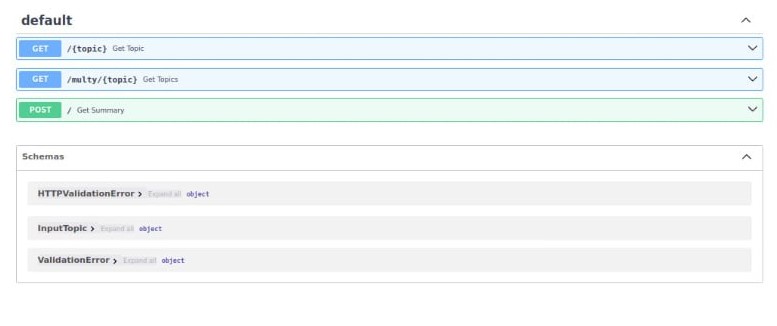 default
GET /{topic} Get Topic
GET /multy/{topic} Get Topics
POST / Get Summary
Schemas
HTTPValidationError > Expand all object
InputTopic > Expand all object
ValidationError > Expand all object